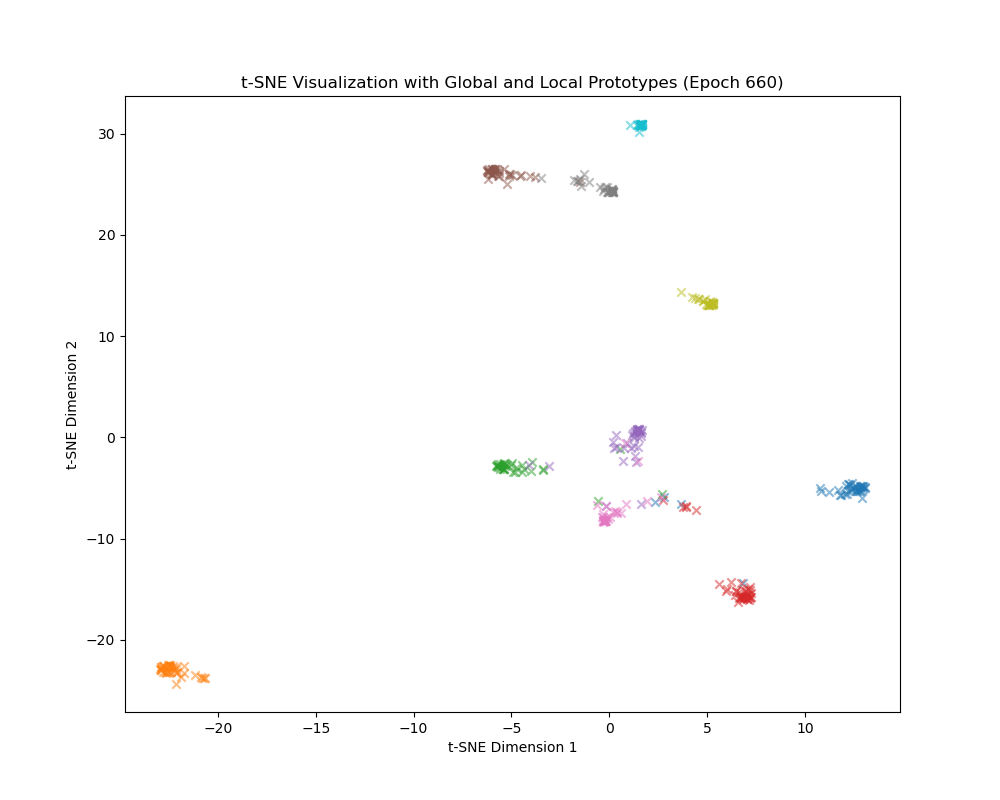 t-SNE Visualization with Global and Local Prototypes (Epoch 660)
30
20
10
0
−10
−20
t-SNE Dimension 2
−20 −15 −10 −5 0 5 10
t-SNE Dimension 1